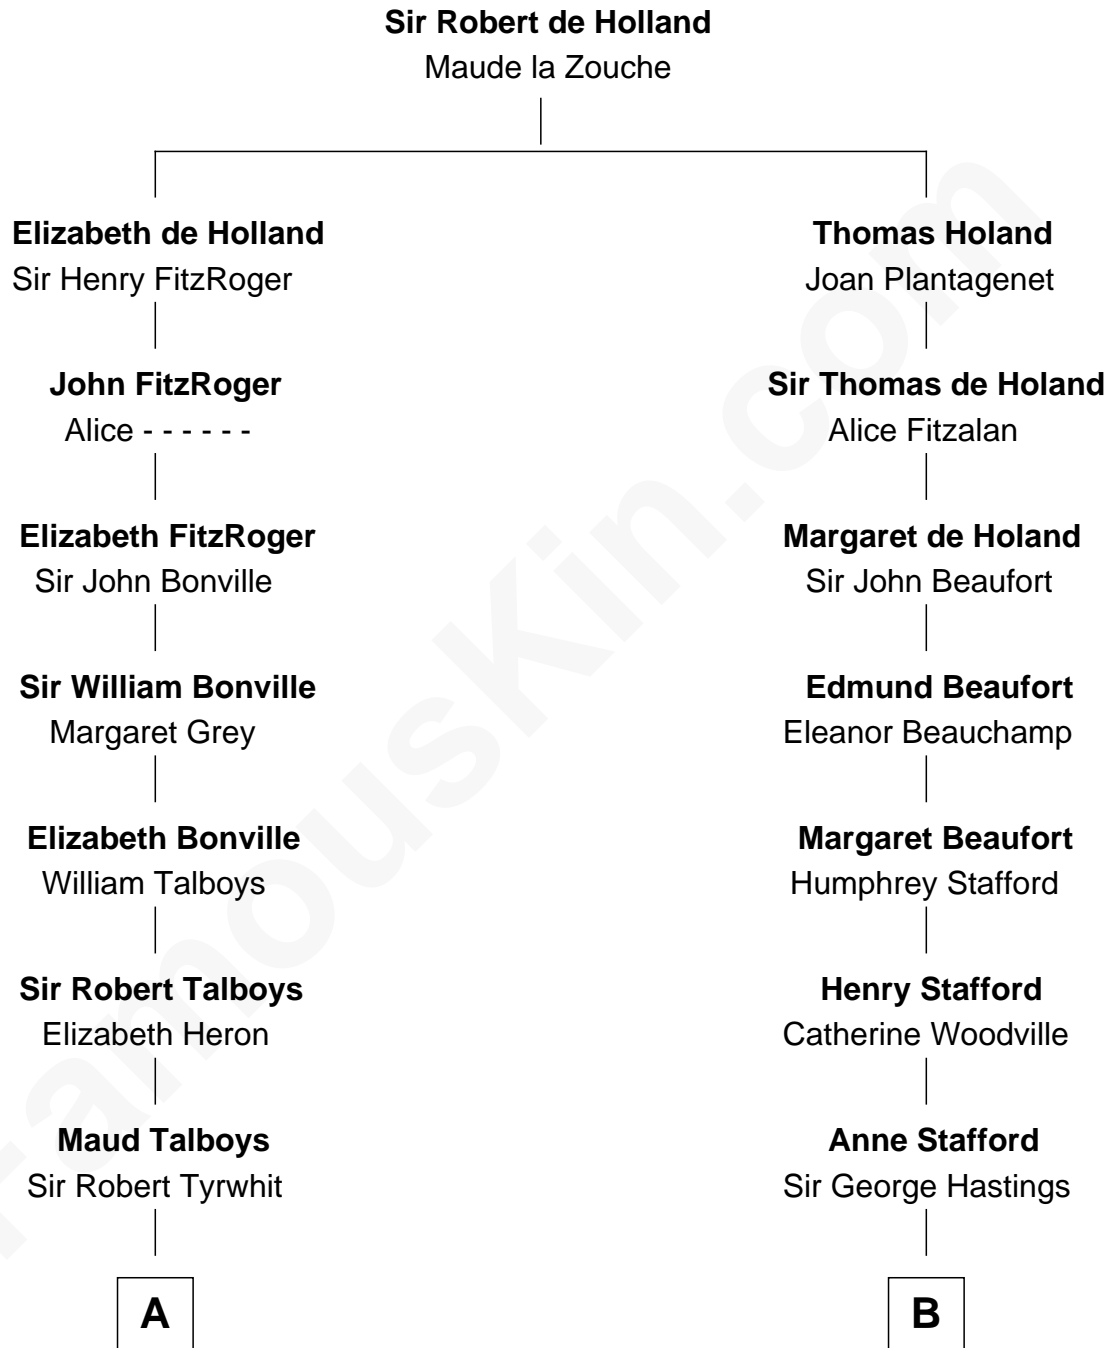 Sir Robert de Holland
Maude la Zouche
Elizabeth de Holland
Sir Henry FitzRoger
Thomas Holand
Joan Plantagenet
John FitzRoger
Alice - - - - - -
Sir Thomas de Holand
Alice Fitzalan
Elizabeth FitzRoger
Sir John Bonville
Margaret de Holand
Sir John Beaufort
Sir William Bonville
Margaret Grey
Edmund Beaufort
Eleanor Beauchamp
Elizabeth Bonville
William Talboys
Margaret Beaufort
Humphrey Stafford
Sir Robert Talboys
Elizabeth Heron
Henry Stafford
Catherine Woodville
Maud Talboys
Sir Robert Tyrwhit
Anne Stafford
Sir George Hastings
A
B
FamousKin.com